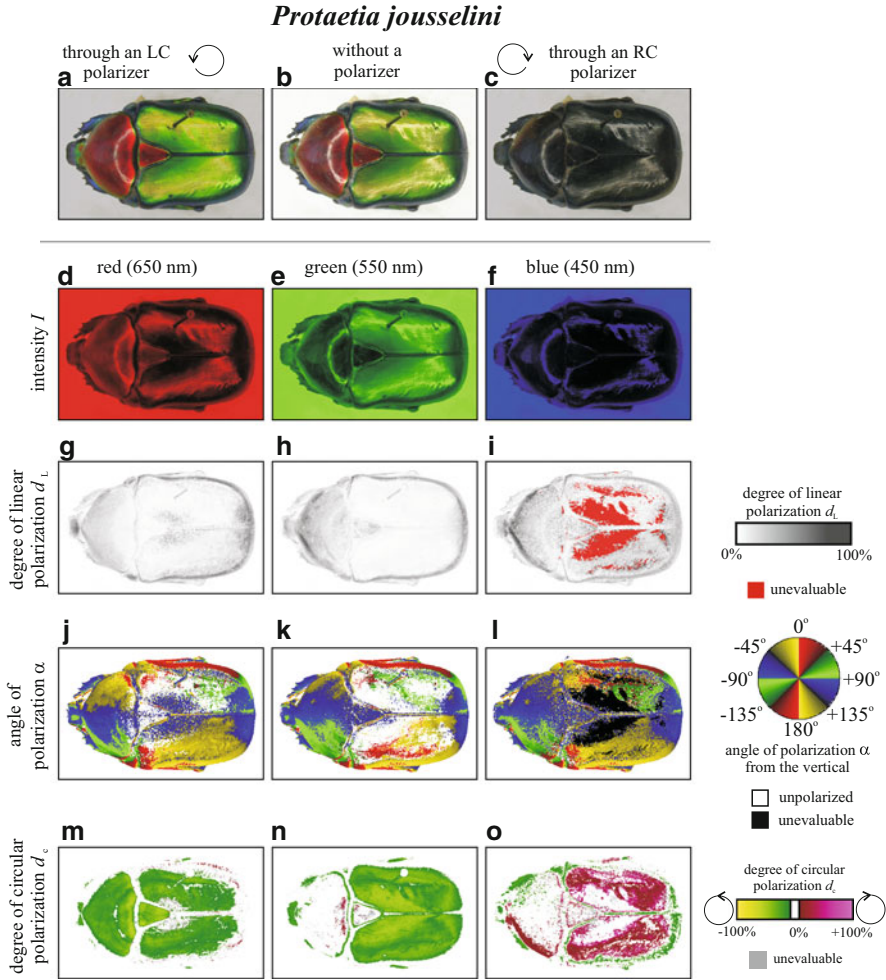 Protaetia jousselini
through an LC
polarizer
without a
polarizer
through an RC
polarizer
a
b
c
red (650 nm)
green (550 nm)
blue (450 nm)
d
e
f
intensity I
g
h
i
degree of linear
polarization d L
degree of linear
polarization dL
0%
100%
unevaluable
j
k
l
angle of
polarization α
0°
-45°
+45°
-90°
+90°
-135°
+135°
180°
angle of polarization α
from the vertical
unpolarized
unevaluable
m
n
o
degree of circular
polarization d c
degree of circular
polarization dc
-100%
0%
+100%
unevaluable